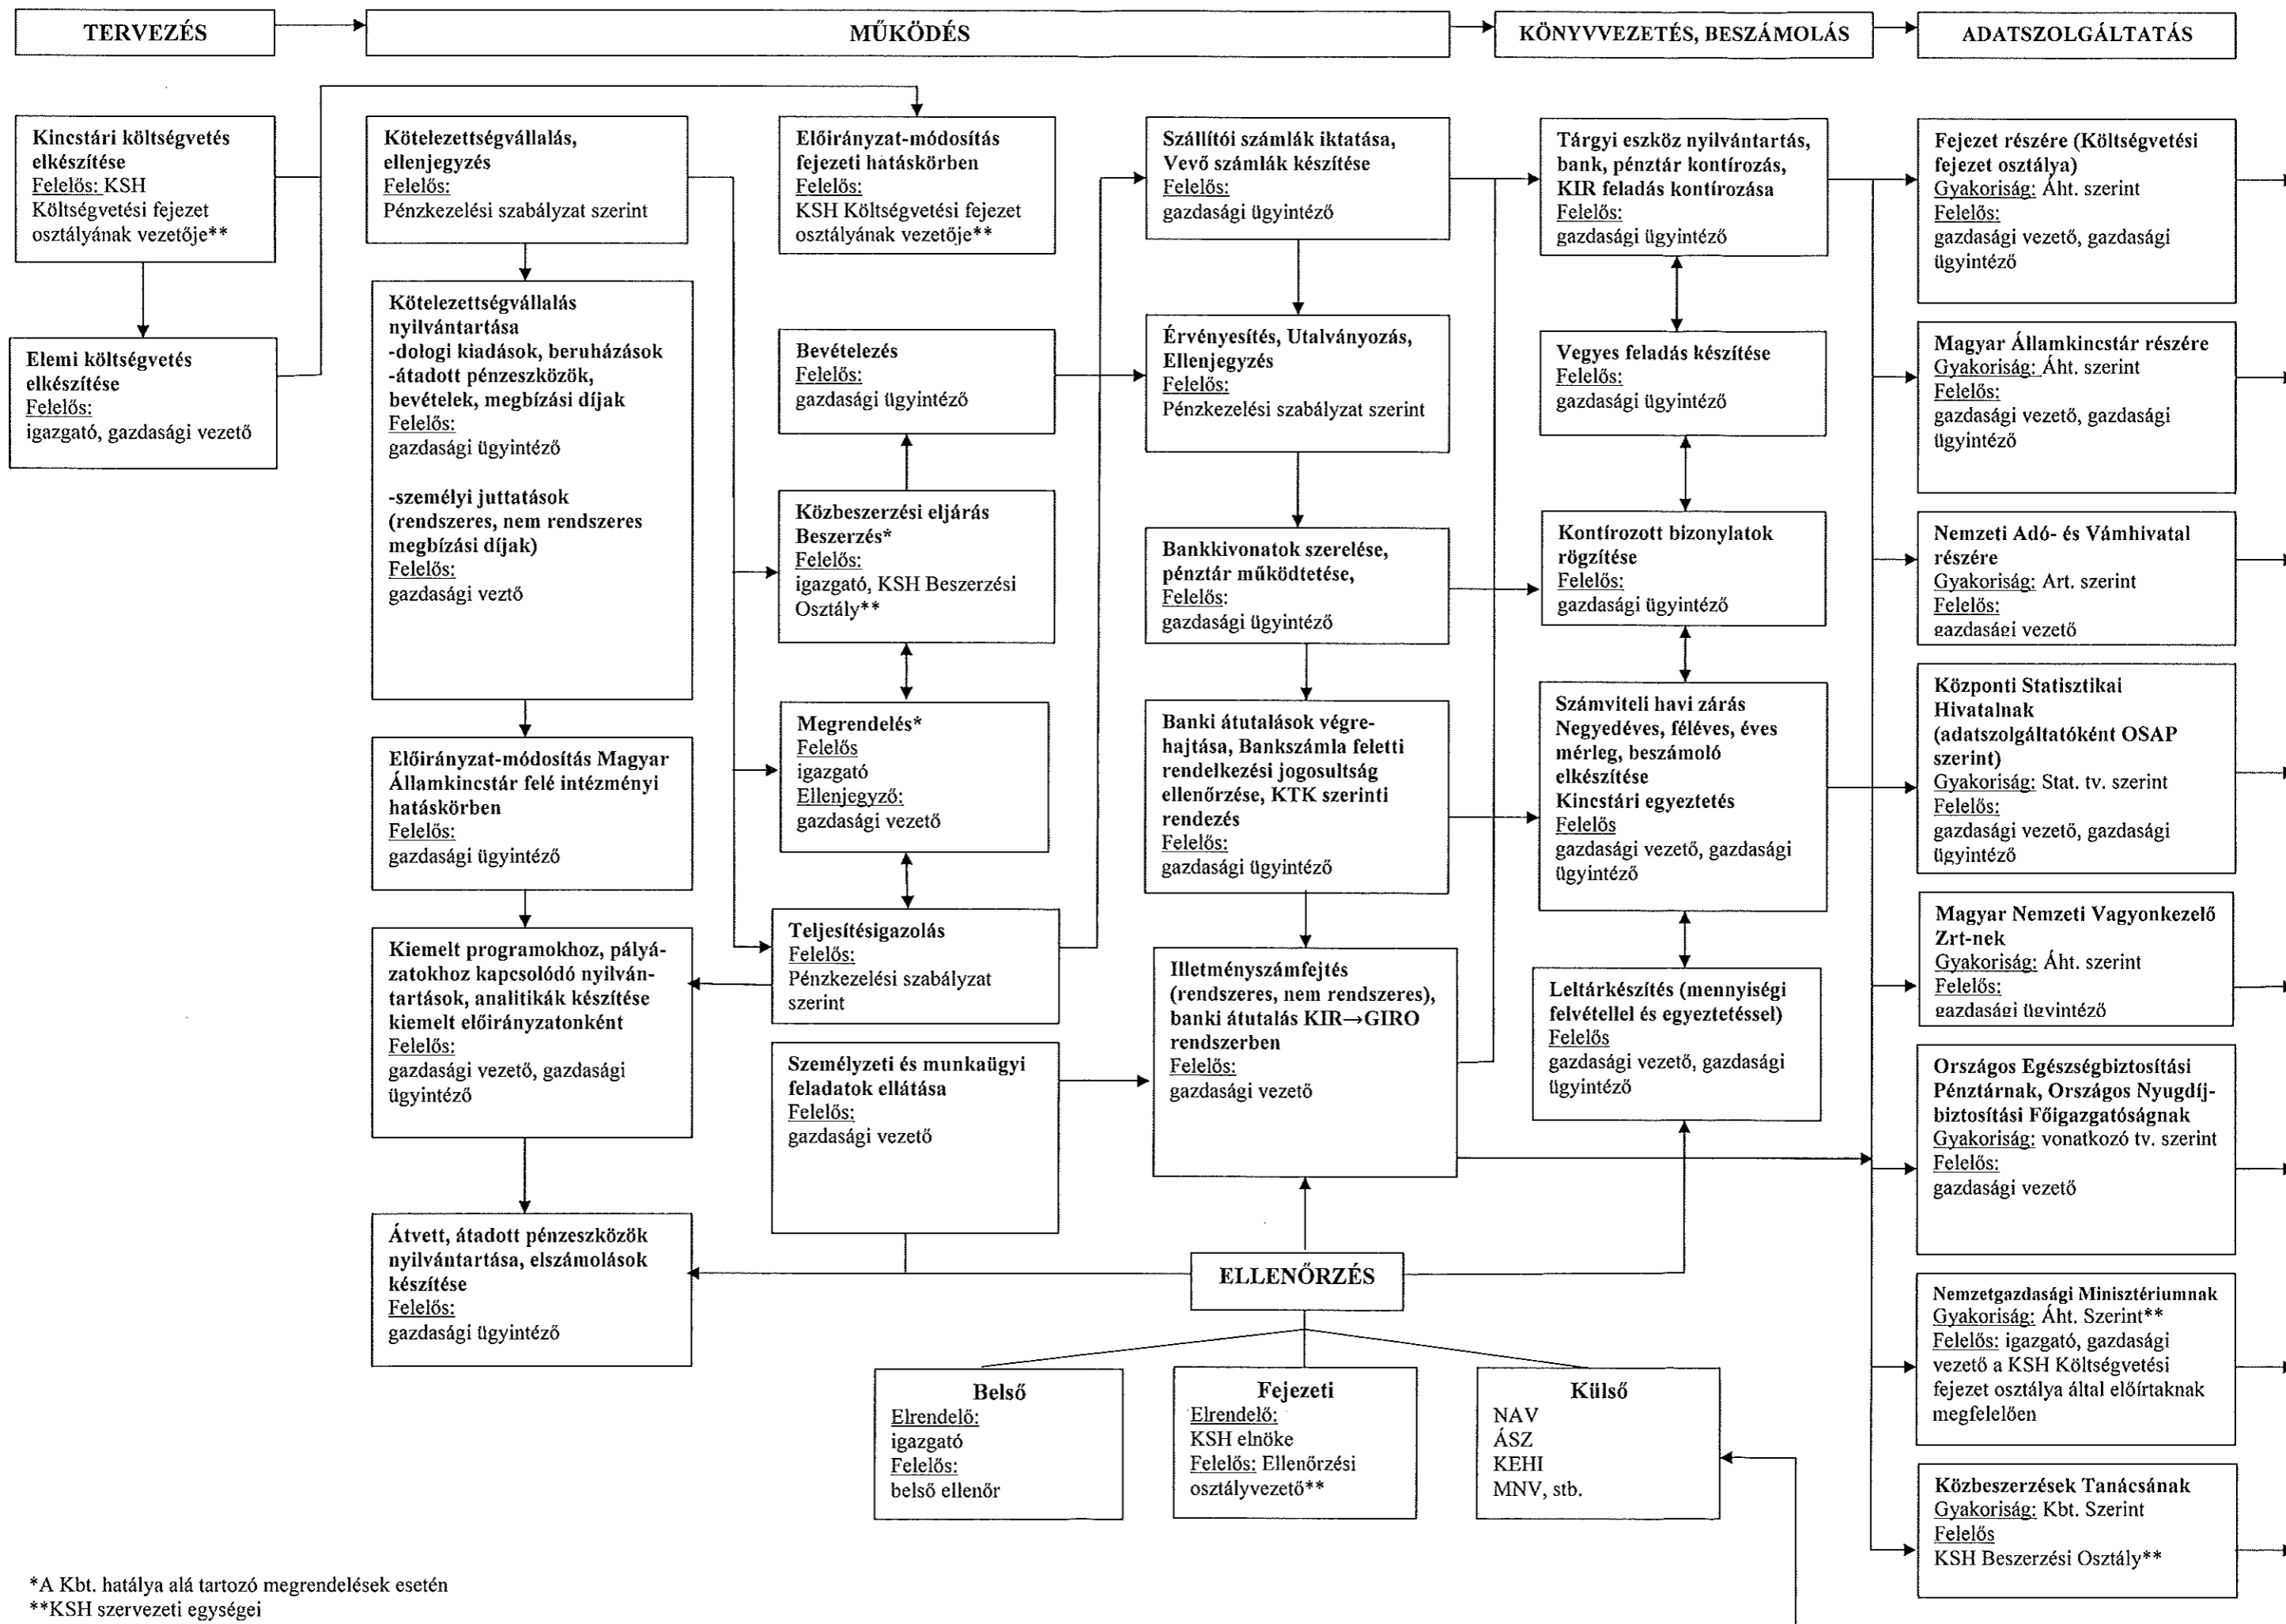 TERVEZÉS
MŰKÖDÉS
KÖNYVVEZETÉS, BESZÁMOLÁS
ADATSZOLGÁLTATÁS
Kincstári költségvetés
elkészítése
Felelős: KSH
Költségvetési fejezet
osztályának vezetője**
Elemi költségvetés
elkészítése
Felelős:
igazgató, gazdasági vezető
Kötelezettségvállalás,
ellenjegyzés
Felelős:
Pénzkezelési szabályzat szerint
Kötelezettségvállalás
nyilvántartása
-dologi kiadások, beruházások
-átadott pénzeszközök,
bevételek, megbízási díjak
Felelős:
gazdasági ügyintéző
-személyi juttatások
(rendszeres, nem rendszeres
megbízási díjak)
Felelős:
gazdasági veztő
Előirányzat-módosítás Magyar
Államkincstár felé intézményi
hatáskörben
Felelős:
gazdasági ügyintéző
Kiemelt programokhoz, pályá-
zatokhoz kapcsolódó nyilván-
tartások, analitikák készítése
kiemelt előirányzatonként
Felelős:
gazdasági vezető, gazdasági
ügyintéző
Átvett, átadott pénzeszközök
nyilvántartása, elszámolások
készítése
Felelős:
gazdasági ügyintéző
Előirányzat-módosítás
fejezeti hatáskörben
Felelős:
KSH Költségvetési fejezet
osztályának vezetője**
Bevételezés
Felelős:
gazdasági ügyintéző
Közbeszerzési eljárás
Beszerzés*
Felelős:
igazgató, KSH Beszerzési
Osztály**
Megrendelés*
Felelős
igazgató
Ellenjegyző:
gazdasági vezető
Teljesítésigazolás
Felelős:
Pénzkezelési szabályzat
szerint
Személyzeti és munkaügyi
feladatok ellátása
Felelős:
gazdasági vezető
Szállítói számlák iktatása,
Vevő számlák készítése
Felelős:
gazdasági ügyintéző
Érvényesítés, Utalványozás,
Ellenjegyzés
Felelős:
Pénzkezelési szabályzat szerint
Bankkivonatok szerelése,
pénztár működtetése,
Felelős:
gazdasági ügyintéző
Banki átutalások végre-
hajtása, Bankszámla feletti
rendelkezési jogosultság
ellenőrzése, KTK szerinti
rendezés
Felelős:
gazdasági ügyintéző
Illetményszámfejtés
(rendszeres, nem rendszeres),
banki átutalás KIR→GIRO
rendszerben
Felelős:
gazdasági vezető
Tárgyi eszköz nyilvántartás,
bank, pénztár kontírozás,
KIR feladás kontírozása
Felelős:
gazdasági ügyintéző
Vegyes feladás készítése
Felelős:
gazdasági ügyintéző
Kontírozott bizonylatok
rögzítése
Felelős:
gazdasági ügyintéző
Számviteli havi zárás
Negyedéves, féléves, éves
mérleg, beszámoló
elkészítése
Kincstári egyeztetés
Felelős
gazdasági vezető, gazdasági
ügyintéző
Leltárkészítés (mennyiségi
felvétellel és egyeztetéssel)
Felelős
gazdasági vezető, gazdasági
ügyintéző
Fejezet részére (Költségvetési
fejezet osztálya)
Gyakoriság: Áht. szerint
Felelős:
gazdasági vezető, gazdasági
ügyintéző
Magyar Államkincstár részére
Gyakoriság: Áht. szerint
Felelős:
gazdasági vezető, gazdasági
ügyintéző
Nemzeti Adó- és Vámhivatal
részére
Gyakoriság: Art. szerint
Felelős:
gazdasági vezető
Központi Statisztikai
Hivatalnak
(adatszolgáltatóként OSAP
szerint)
Gyakoriság: Stat. tv. szerint
Felelős:
gazdasági vezető, gazdasági
ügyintéző
Magyar Nemzeti Vagyonkezelő
Zrt-nek
Gyakoriság: Áht. szerint
Felelős:
gazdasági ügyintéző
Országos Egészségbiztosítási
Pénztárnak, Országos Nyugdíj-
biztosítási Főigazgatóságnak
Gyakoriság: vonatkozó tv. szerint
Felelős:
gazdasági vezető
Nemzetgazdasági Minisztériumnak
Gyakoriság: Áht. Szerint**
Felelős: igazgató, gazdasági
vezető a KSH Költségvetési
fejezet osztálya által előírtaknak
megfelelően
Közbeszerzések Tanácsának
Gyakoriság: Kbt. Szerint
Felelős
KSH Beszerzési Osztály**
ELLENŐRZÉS
Belső
Elrendelő:
igazgató
Felelős:
belső ellenőr
Fejezeti
Elrendelő:
KSH elnöke
Felelős: Ellenőrzési
osztályvezető**
Külső
NAV
ÁSZ
KEHI
MNV, stb.
*A Kbt. hatálya alá tartozó megrendelések esetén
**KSH szervezeti egységei